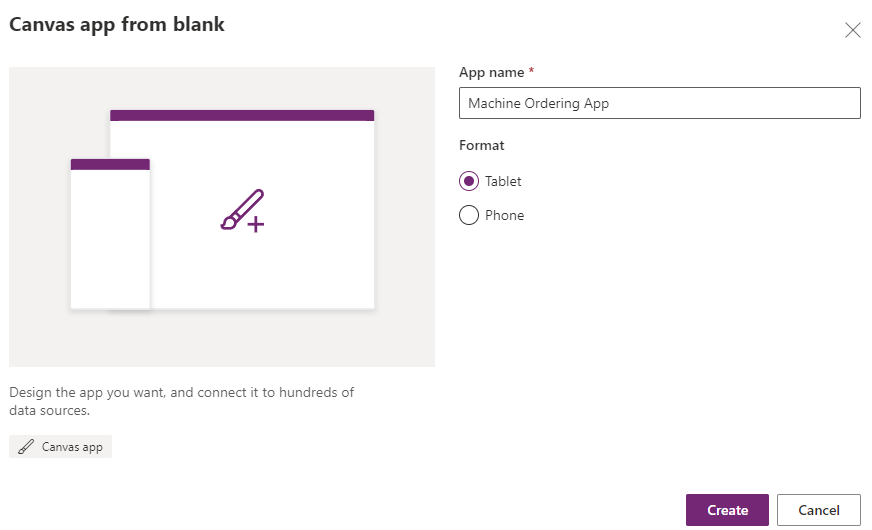 Canvas app from blank
App name *
Machine Ordering App
Format
Tablet
Phone
Design the app you want, and connect it to hundreds of
data sources.
Canvas app
Create
Cancel